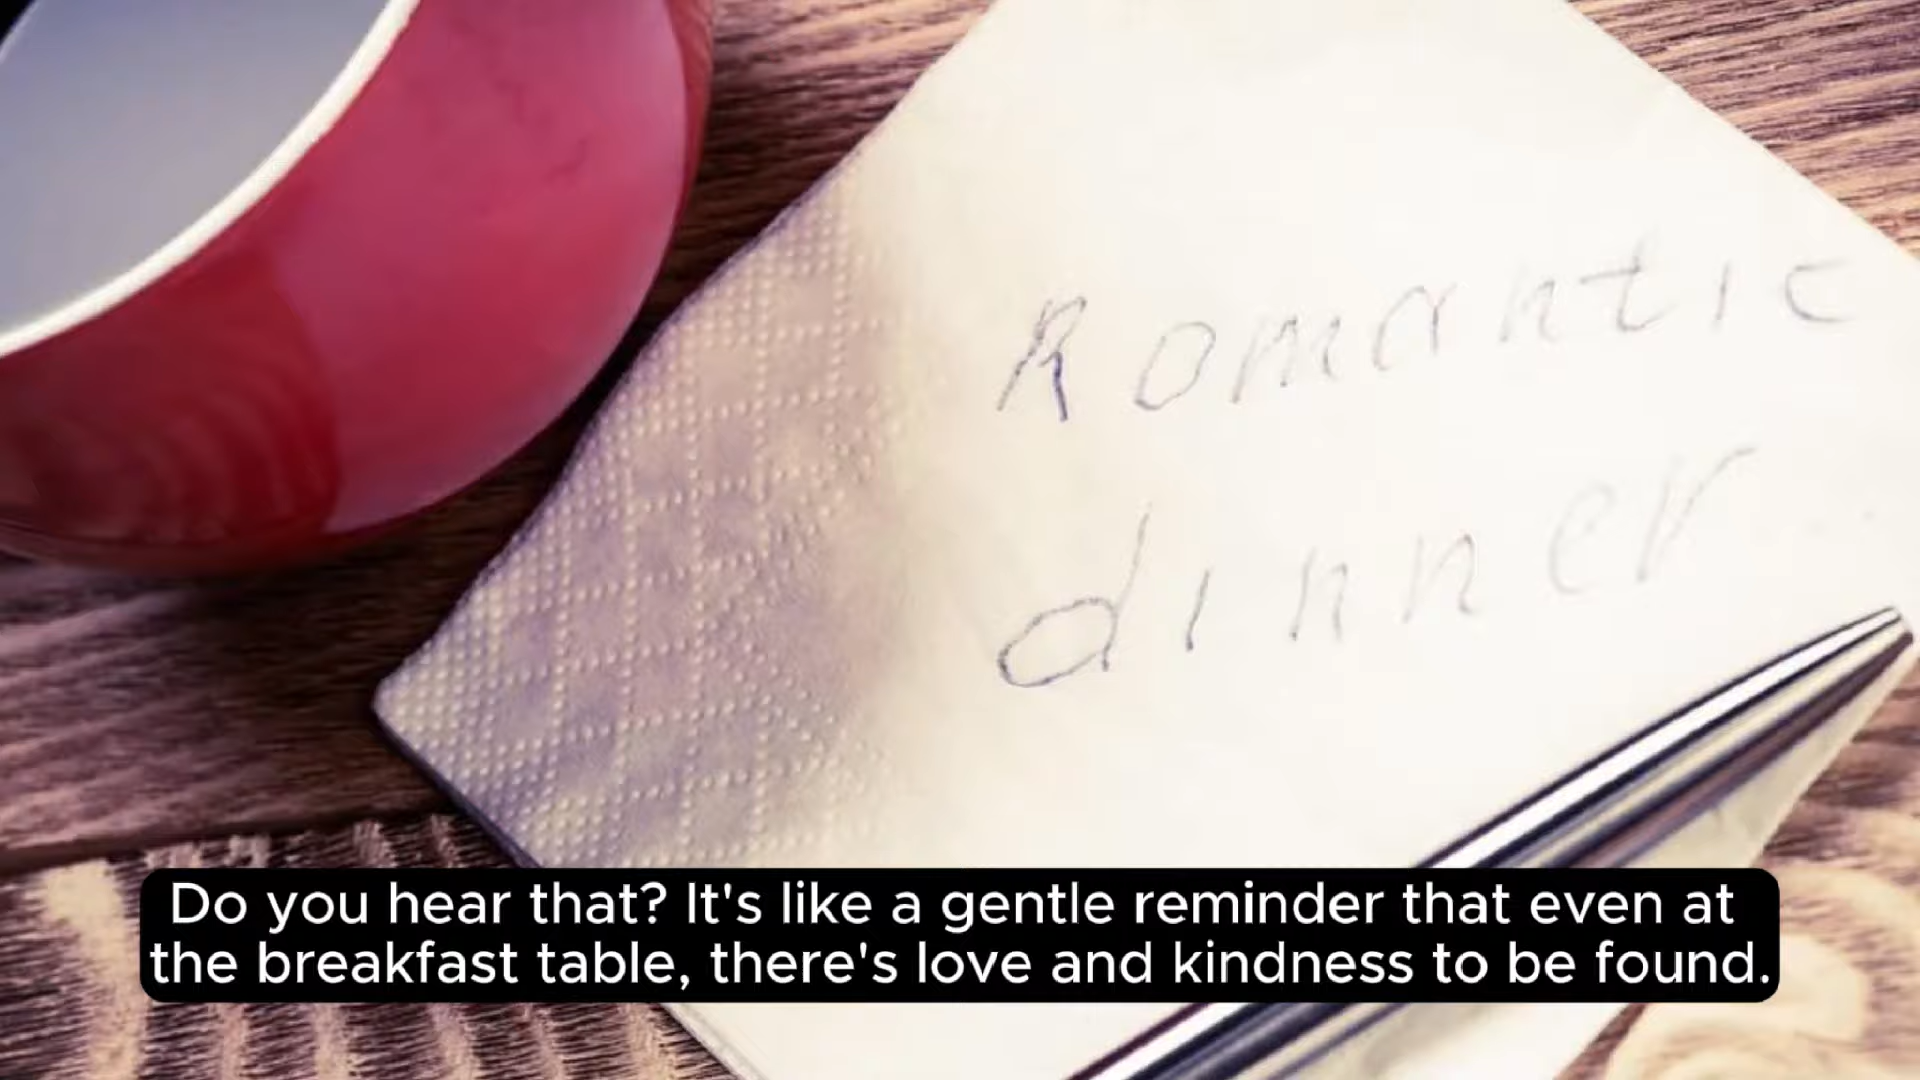 Romantic
dinner
Do you hear that? It's like a gentle reminder that even at
the breakfast table, there's love and kindness to be found.